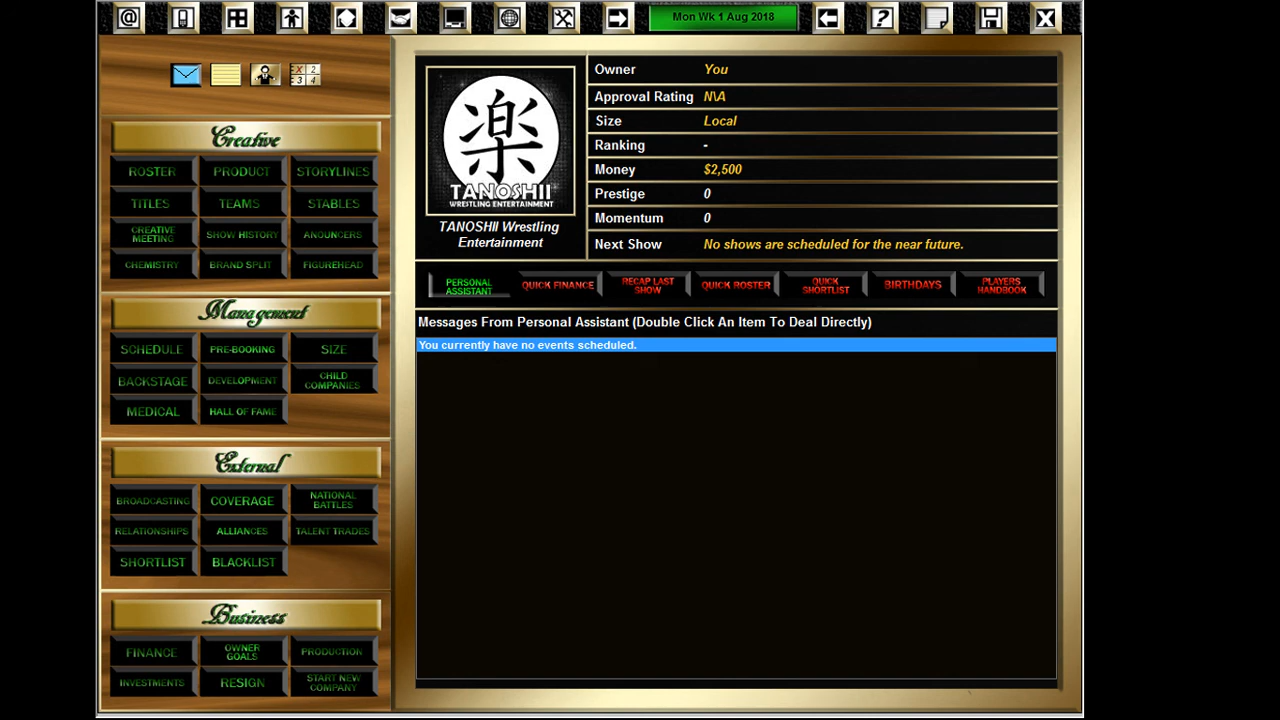 @
Mon Wk 1 Aug 2018
?
X
X 2
3 4
Creative
ROSTER
PRODUCT
STORYLINES
TITLES
TEAMS
STABLES
CREATIVE
MEETING
SHOW HISTORY
ANOUNCERS
CHEMISTRY
BRAND SPLIT
FIGUREHEAD
Management
SCHEDULE
PRE-BOOKING
SIZE
BACKSTAGE
DEVELOPMENT
CHILD
COMPANIES
MEDICAL
HALL OF FAME
External
BROADCASTING
COVERAGE
NATIONAL
BATTLES
RELATIONSHIPS
ALLIANCES
TALENT TRADES
SHORTLIST
BLACKLIST
Business
FINANCE
OWNER
GOALS
PRODUCTION
INVESTMENTS
RESIGN
START NEW
COMPANY
楽
TANOSHII
WRESTLING ENTERTAINMENT
TANOSHII Wrestling
Entertainment
Owner You
Approval Rating N\A
Size Local
Ranking -
Money $2,500
Prestige 0
Momentum 0
Next Show No shows are scheduled for the near future.
PERSONAL
ASSISTANT
QUICK FINANCE
RECAP LAST
SHOW
QUICK ROSTER
QUICK
SHORTLIST
BIRTHDAYS
PLAYERS
HANDBOOK
Messages From Personal Assistant (Double Click An Item To Deal Directly)
You currently have no events scheduled.